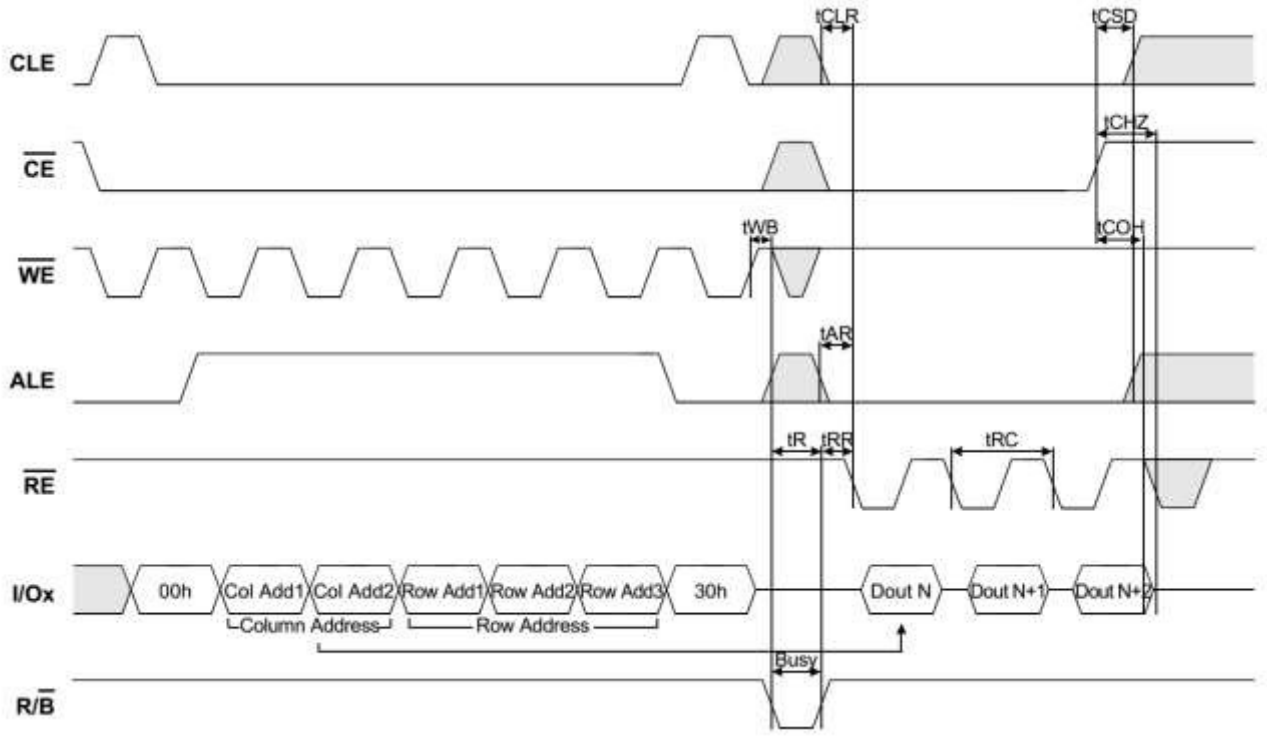 tCLR
tCSD
CLE
tCHZ
CE
tWB
tCOH
WE
tAR
ALE
tR
tRR
tRC
RE
I/Ox
00h
Col Add1
Col Add2
Row Add1
Row Add2
Row Add3
30h
Dout N
Dout N+1
Dout N+2
Column Address
Row Address
Busy
R/B